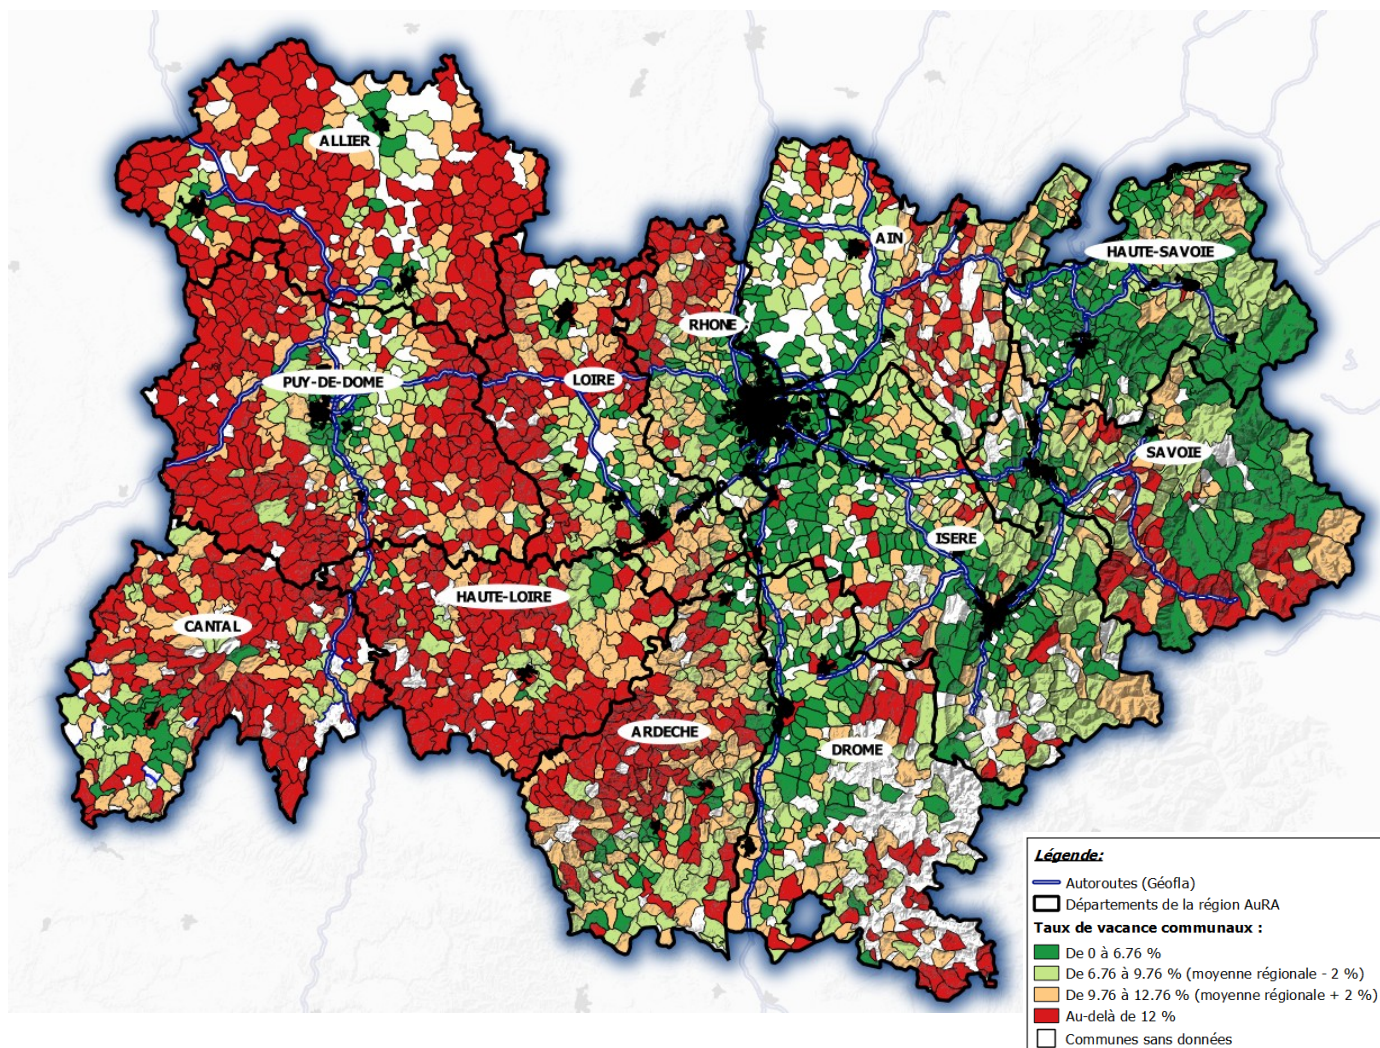 ALLIER
AIN
HAUTE-SAVOIE
RHONE
PUY-DE-DOME
LOIRE
SAVOIE
ISERE
HAUTE-LOIRE
CANTAL
ARDECHE
DROME
Légende:
Autoroutes (Géofla)
Départements de la région AuRA
Taux de vacance communaux :
De 0 à 6.76 %
De 6.76 à 9.76 % (moyenne régionale - 2 %)
De 9.76 à 12.76 % (moyenne régionale + 2 %)
Au-delà de 12 %
Communes sans données